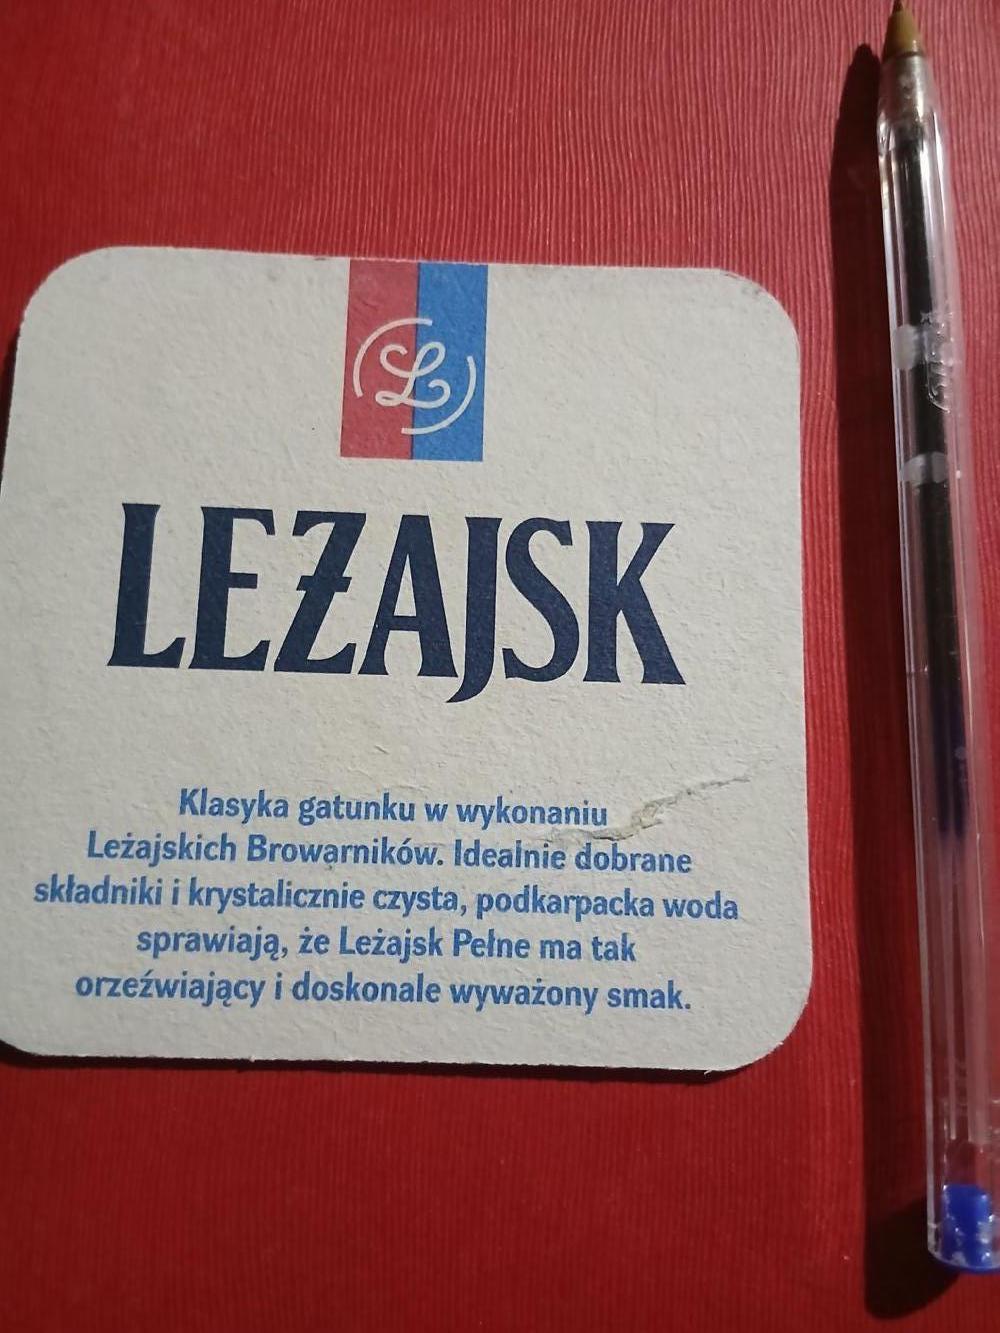 L
LEŻAJSK
Klasyka gatunku w wykonaniu
Leżajskich Browarników. Idealnie dobrane
składniki i krystalicznie czysta, podkarpacka woda
sprawiają, że Leżajsk Pełne ma tak
orzeźwiający i doskonale wyważony smak.